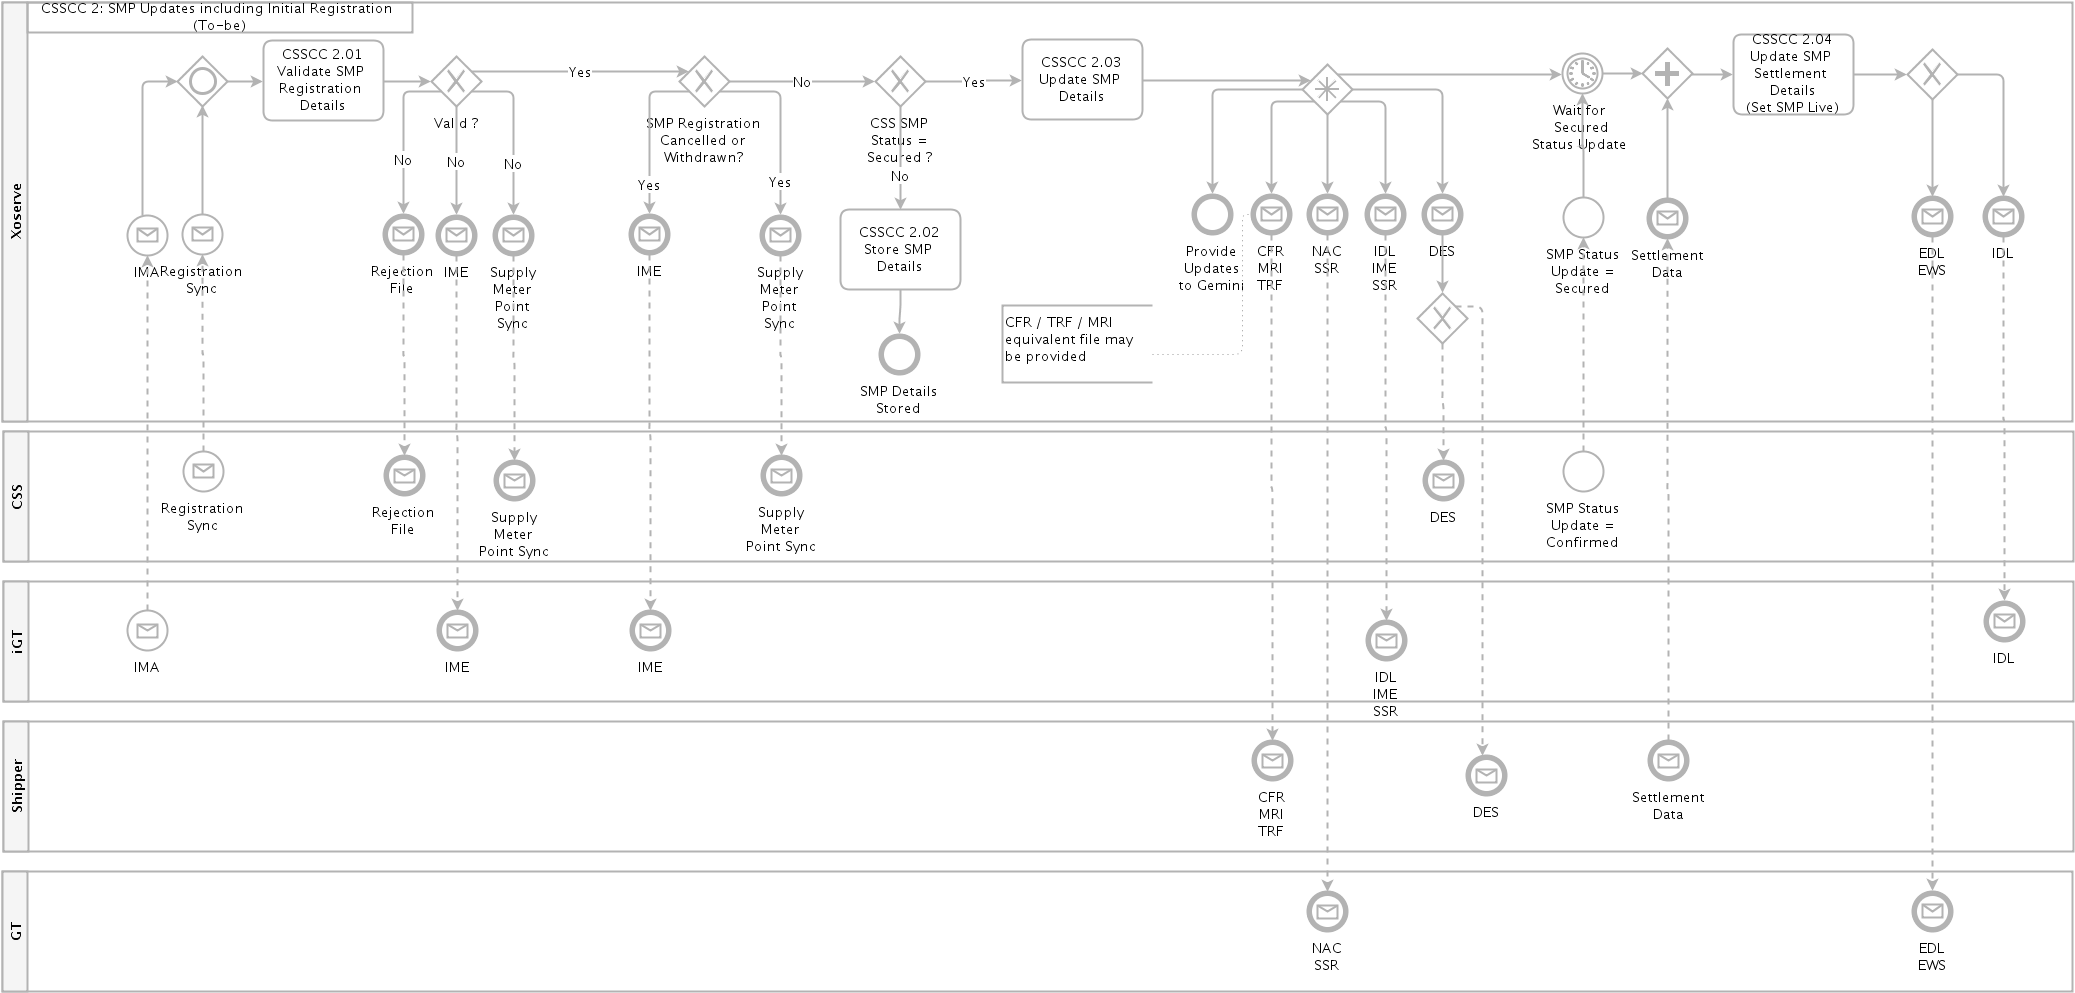 CSSCC 2: SMP Updates including Initial Registration
(To-be)
Xoserve
CSSCC 2.01
Validate SMP
Registration
Details
Valid ?
Yes
No
No
No
SMP Registration
Cancelled or
Withdrawn?
Yes
Yes
No
CSS SMP
Status =
Secured ?
No
Yes
CSSCC 2.02
Store SMP
Details
SMP Details
Stored
CSSCC 2.03
Update SMP
Details
Wait for
Secured
Status Update
CSSCC 2.04
Update SMP
Settlement
Details
(Set SMP Live)
IMA
Registration
Sync
Rejection
File
IME
Supply
Meter
Point
Sync
IME
Supply
Meter
Point
Sync
Provide
Updates
to Gemini
CFR
MRI
TRF
NAC
SSR
IDL
IME
SSR
DES
SMP Status
Update =
Secured
Settlement
Data
EDL
EWS
IDL
CFR / TRF / MRI
equivalent file may
be provided
CSS
Registration
Sync
Rejection
File
Supply
Meter
Point Sync
Supply
Meter
Point Sync
DES
SMP Status
Update =
Confirmed
iGT
IMA
IME
IME
IDL
IME
SSR
IDL
Shipper
CFR
MRI
TRF
DES
Settlement
Data
GT
NAC
SSR
EDL
EWS